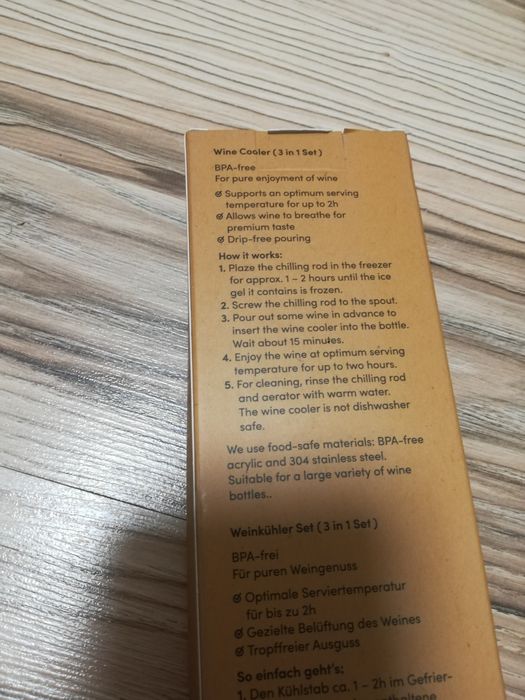 Wine Cooler (3 in 1 Set)
BPA-free
For pure enjoyment of wine
Supports an optimum serving
temperature for up to 2h
Allows wine to breathe for
premium taste
Drip-free pouring
How it works:
1. Plaze the chilling rod in the freezer
for approx. 1 – 2 hours until the ice
gel it contains is frozen.
2. Screw the chilling rod to the spout.
3. Pour out some wine in advance to
insert the wine cooler into the bottle.
Wait about 15 minutes.
4. Enjoy the wine at optimum serving
temperature for up to two hours.
5. For cleaning, rinse the chilling rod
and aerator with warm water.
The wine cooler is not dishwasher
safe.
We use food-safe materials: BPA-free
acrylic and 304 stainless steel.
Suitable for a large variety of wine
bottles..
Weinkühler Set (3 in 1 Set)
BPA-frei
Für puren Weingenuss
Optimale Serviertemperatur
für bis zu 2h
Gezielte Belüftung des Weines
Tropffreier Ausguss
So einfach geht's:
1. Den Kühlstab ca. 1 – 2h im Gefrier-